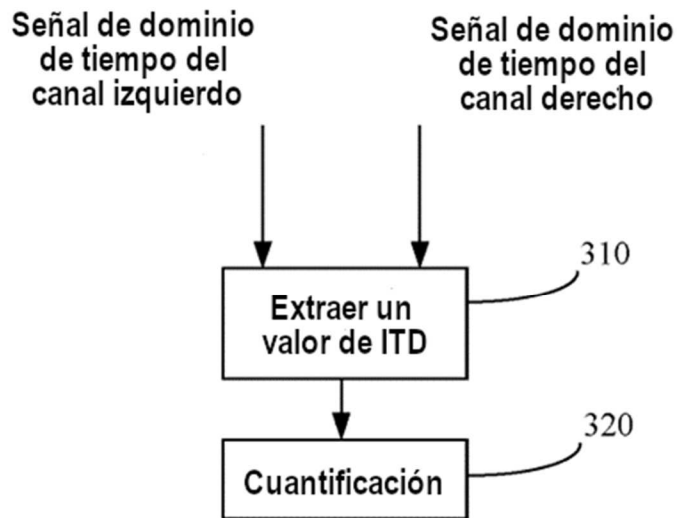 Señal de dominio
de tiempo del
canal izquierdo
Señal de dominio
de tiempo del
canal derecho
310
Extraer un
valor de ITD
320
Cuantificación